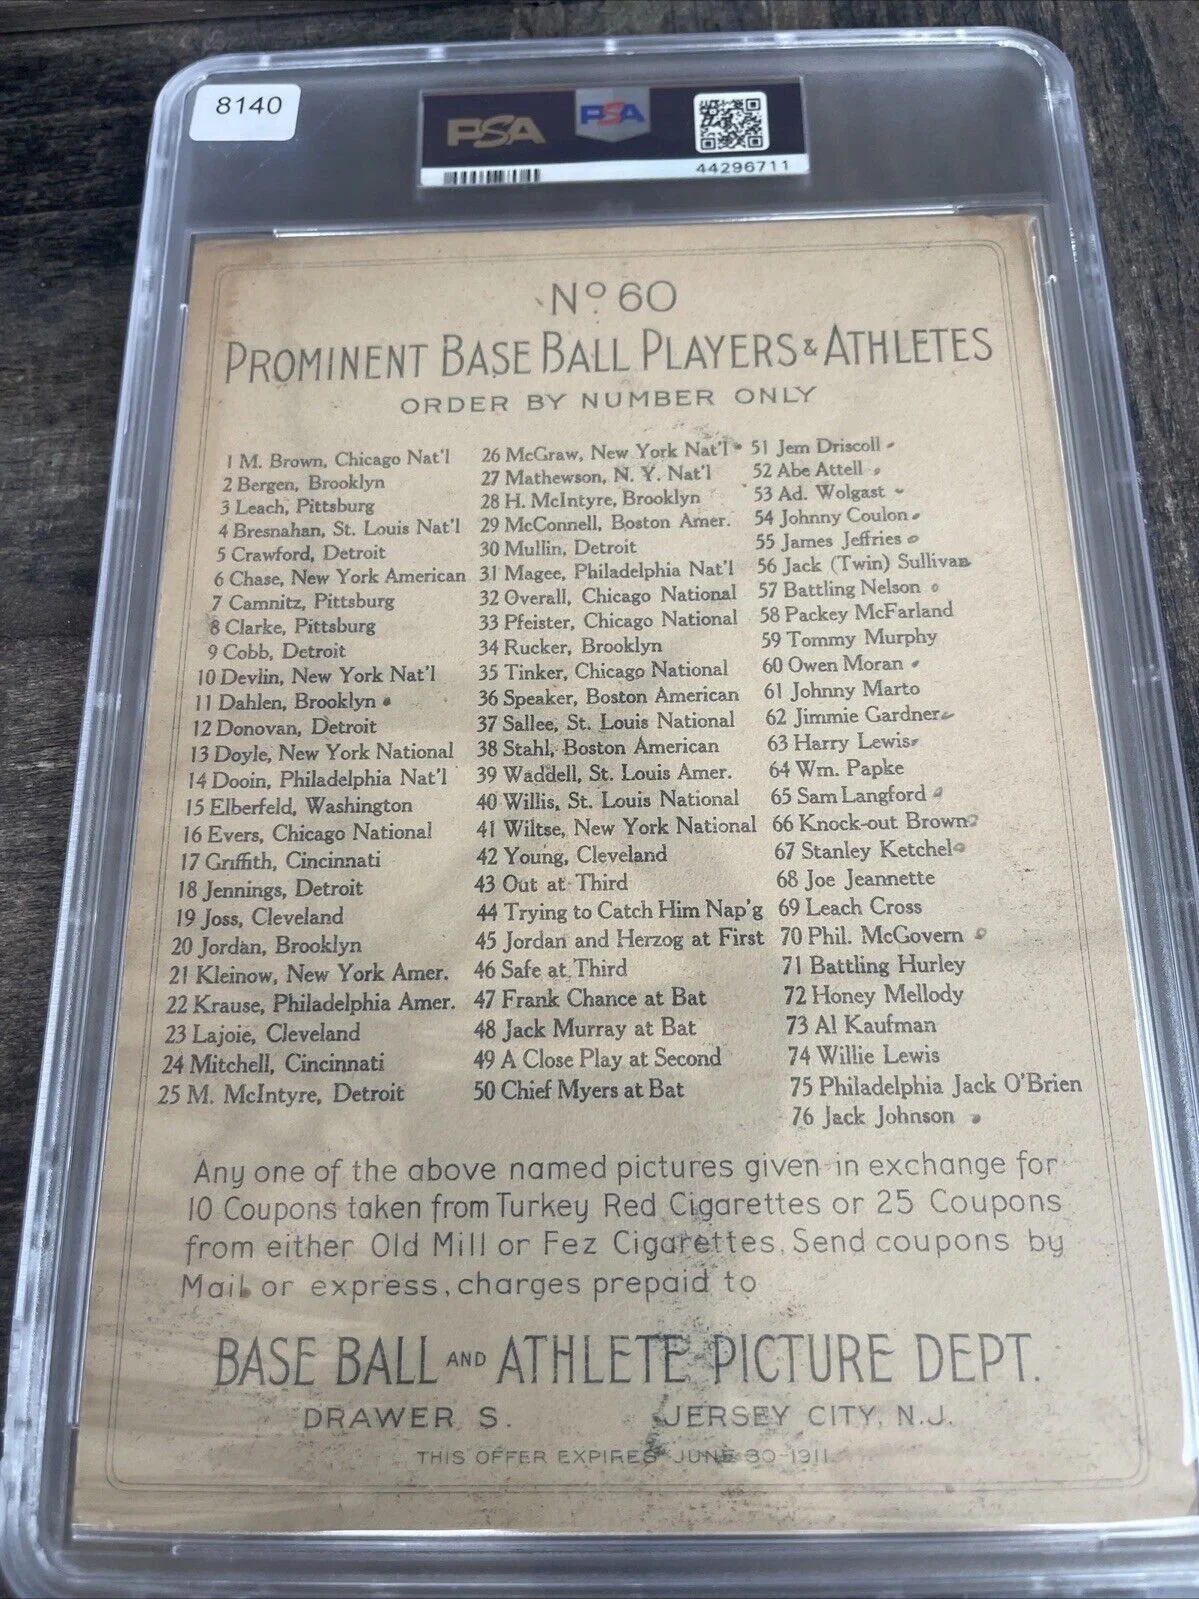 8140
PSA
PSA
44296711
Nº 60
PROMINENT BASE BALL PLAYERS & ATHLETES
ORDER BY NUMBER ONLY
1 M. Brown, Chicago Nat'l
2 Bergen, Brooklyn
3 Leach, Pittsburg
4 Bresnahan, St. Louis Nat'l
5 Crawford, Detroit
6 Chase, New York American
7 Camnitz, Pittsburg
8 Clarke, Pittsburg
9 Cobb, Detroit
10 Devlin, New York Nat'l
11 Dahlen, Brooklyn
12 Donovan, Detroit
13 Doyle, New York National
14 Dooin, Philadelphia Nat'l
15 Elberfeld, Washington
16 Evers, Chicago National
17 Griffith, Cincinnati
18 Jennings, Detroit
19 Joss, Cleveland
20 Jordan, Brooklyn
21 Kleinow, New York Amer.
22 Krause, Philadelphia Amer.
23 Lajoie, Cleveland
24 Mitchell, Cincinnati
25 M. McIntyre, Detroit
26 McGraw, New York Nat'l
27 Mathewson, N. Y. Nat'l
28 H. McIntyre, Brooklyn
29 McConnell, Boston Amer.
30 Mullin, Detroit
31 Magee, Philadelphia Nat'l
32 Overall, Chicago National
33 Pfeister, Chicago National
34 Rucker, Brooklyn
35 Tinker, Chicago National
36 Speaker, Boston American
37 Sallee, St. Louis National
38 Stahl, Boston American
39 Waddell, St. Louis Amer.
40 Willis, St. Louis National
41 Wiltse, New York National
42 Young, Cleveland
43 Out at Third
44 Trying to Catch Him Nap'g
45 Jordan and Herzog at First
46 Safe at Third
47 Frank Chance at Bat
48 Jack Murray at Bat
49 A Close Play at Second
50 Chief Myers at Bat
51 Jem Driscoll
52 Abe Attell
53 Ad. Wolgast
54 Johnny Coulon
55 James Jeffries
56 Jack (Twin) Sullivan
57 Battling Nelson
58 Packey McFarland
59 Tommy Murphy
60 Owen Moran
61 Johnny Marto
62 Jimmie Gardner
63 Harry Lewis
64 Wm. Papke
65 Sam Langford
66 Knock-out Brown
67 Stanley Ketchel
68 Joe Jeannette
69 Leach Cross
70 Phil. McGovern
71 Battling Hurley
72 Honey Mellody
73 Al Kaufman
74 Willie Lewis
75 Philadelphia Jack O'Brien
76 Jack Johnson
Any one of the above named pictures given in exchange for
10 Coupons taken from Turkey Red Cigarettes or 25 Coupons
from either Old Mill or Fez Cigarettes. Send coupons by
Mail or express, charges prepaid to
BASE BALL AND ATHLETE PICTURE DEPT.
DRAWER S. JERSEY CITY, N.J.
THIS OFFER EXPIRES JUNE 30-1911